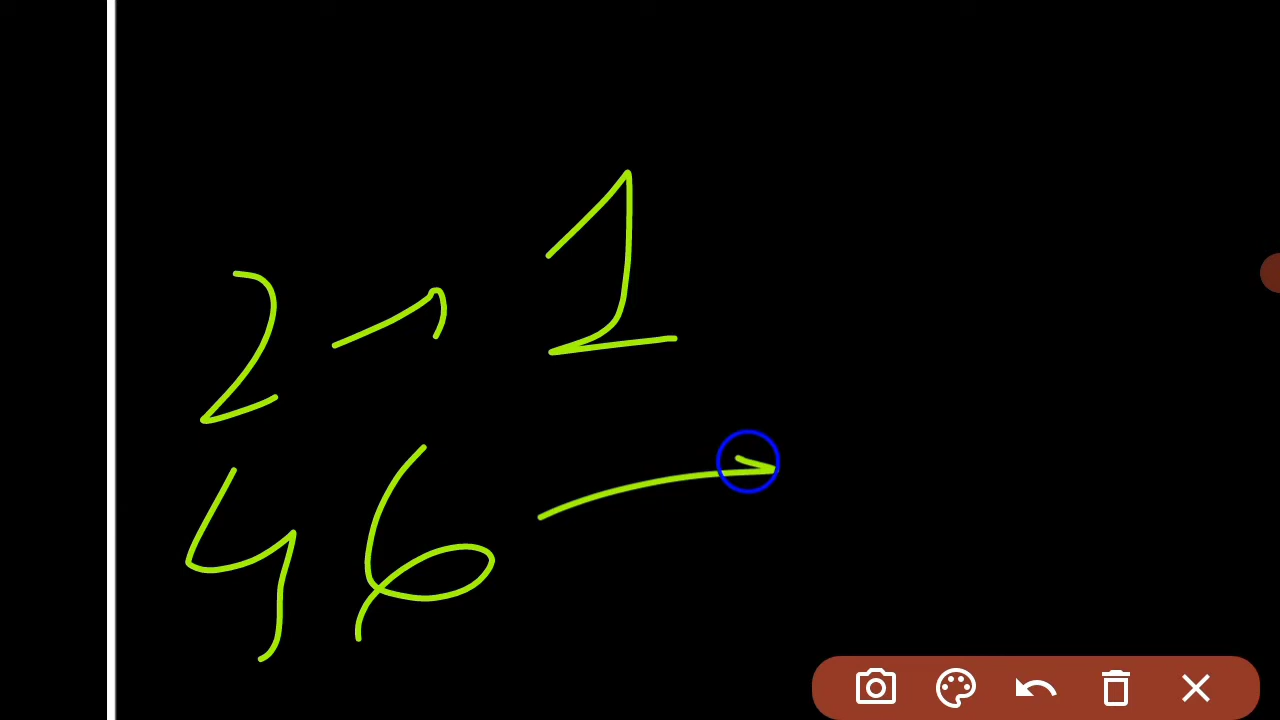 2 → 1
46 →